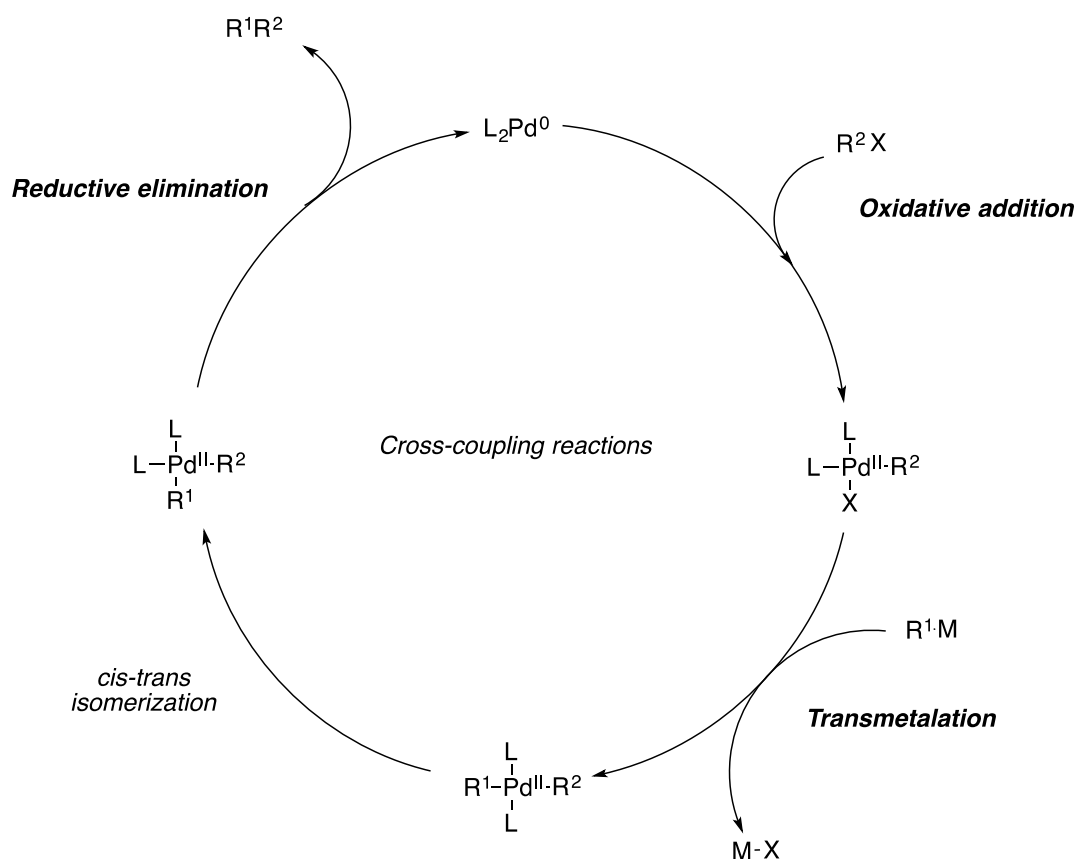 R¹R²
L₂Pd⁰
R²X
Reductive elimination
Oxidative addition
L
L–Pdᴵᴵ-R²
R¹
Cross-coupling reactions
L
L–Pdᴵᴵ-R²
X
R¹·M
cis-trans
isomerization
Transmetalation
L
R¹–Pdᴵᴵ-R²
L
M-X